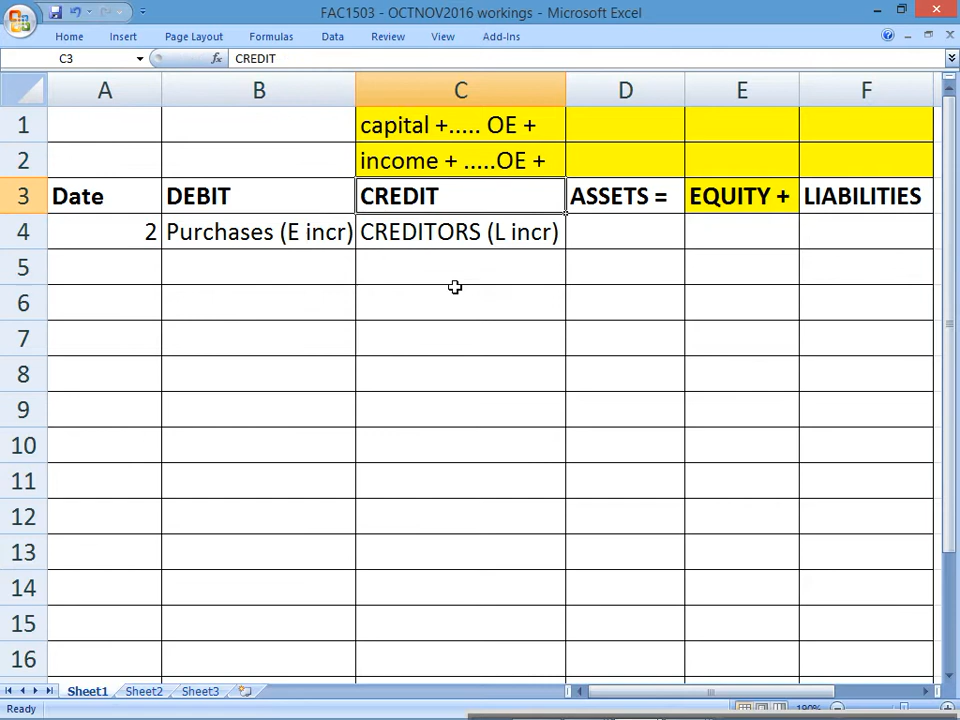 FAC1503 - OCTNOV2016 workings - Microsoft Excel
Home Insert Page Layout Formulas Data Review View Add-Ins
C3 fx CREDIT
A B C D E F
1 capital +..... OE +
2 income + .....OE +
3 Date DEBIT CREDIT ASSETS = EQUITY + LIABILITIES
4 2 Purchases (E incr) CREDITORS (L incr)
5
6
7
8
9
10
11
12
13
14
15
16
Sheet1 Sheet2 Sheet3
Ready 190%